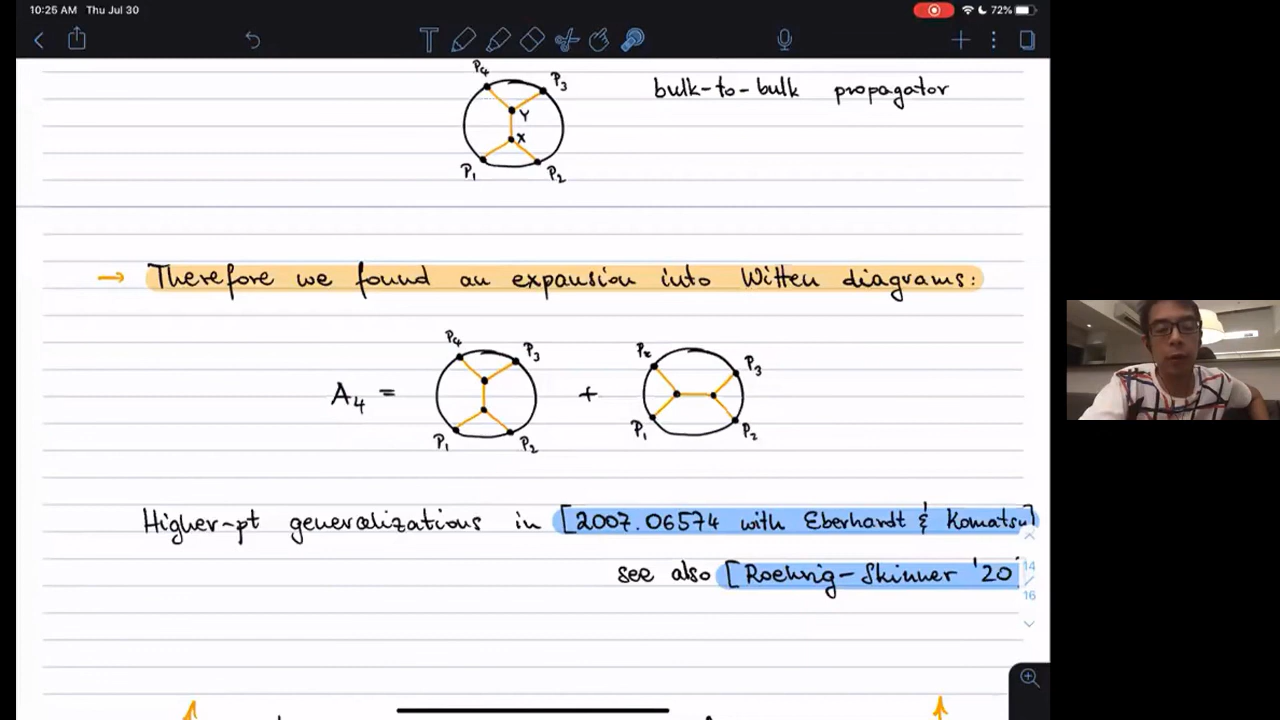 10:25 AM Thu Jul 30
72%
T
P4 P3
bulk-to-bulk propagator
Y
X
P1 P2
→ Therefore we found an expansion into Witten diagrams:
P4 P3 P4 P3
A4 = +
P1 P2 P1 P2
Higher-pt generalizations in [2007.06574 with Eberhardt & Komatsu]
see also [Roehrig-Skinner '20]
14
/
16